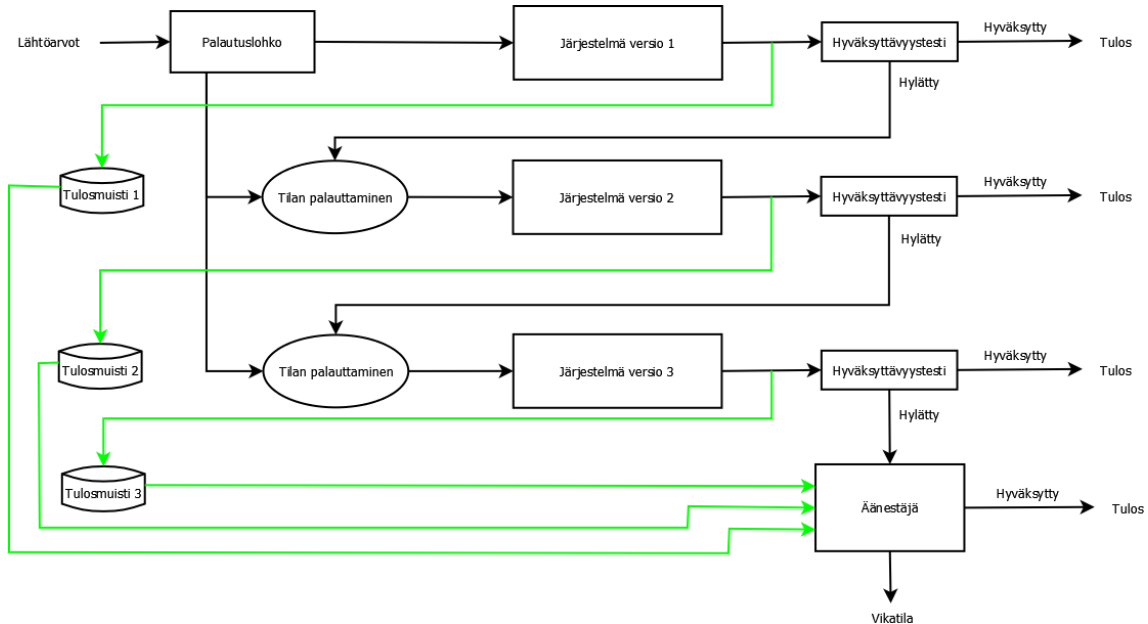 Lähtöarvot
Palautuslohko
Järjestelmä versio 1
Hyväksyttävyystesti
Hyväksytty
Tulos
Hylätty
Tulosmuisti 1
Tilan palauttaminen
Järjestelmä versio 2
Hyväksyttävyystesti
Hyväksytty
Tulos
Hylätty
Tulosmuisti 2
Tilan palauttaminen
Järjestelmä versio 3
Hyväksyttävyystesti
Hyväksytty
Tulos
Hylätty
Tulosmuisti 3
Äänestäjä
Hyväksytty
Tulos
Vikatila